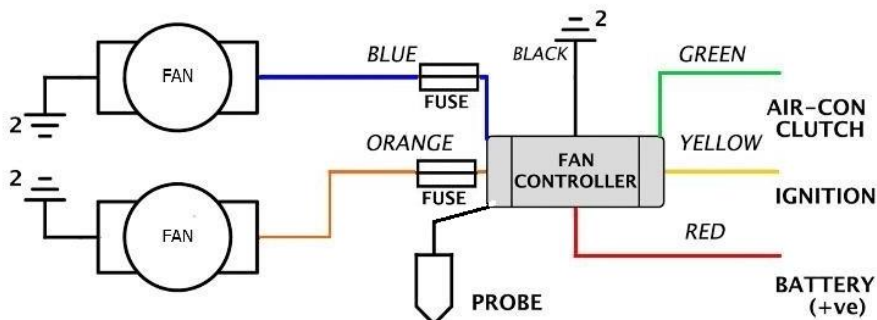 2
BLUE
BLACK
GREEN
FAN
FUSE
AIR-CON
CLUTCH
2
ORANGE
YELLOW
2
FAN
CONTROLLER
FUSE
IGNITION
FAN
RED
PROBE
BATTERY
(+ve)